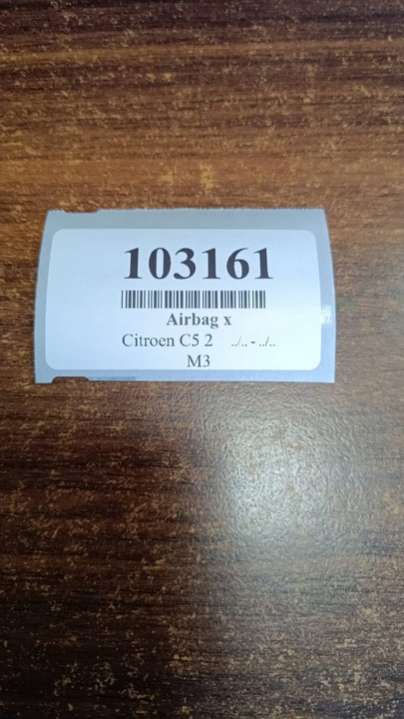 103161
Airbag x
Citroen C5 2 ../.. - ../..
M3